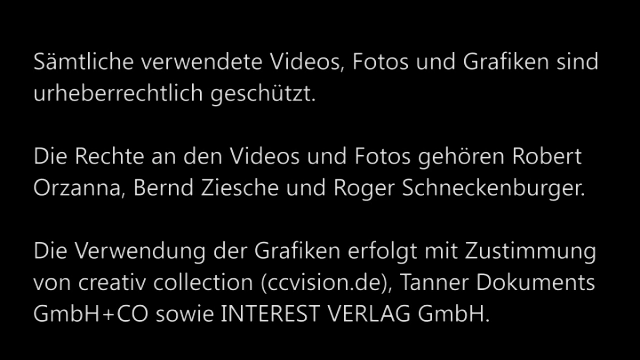 Sämtliche verwendete Videos, Fotos und Grafiken sind
urheberrechtlich geschützt.
Die Rechte an den Videos und Fotos gehören Robert
Orzanna, Bernd Ziesche und Roger Schneckenburger.
Die Verwendung der Grafiken erfolgt mit Zustimmung
von creativ collection (ccvision.de), Tanner Dokuments
GmbH+CO sowie INTEREST VERLAG GmbH.